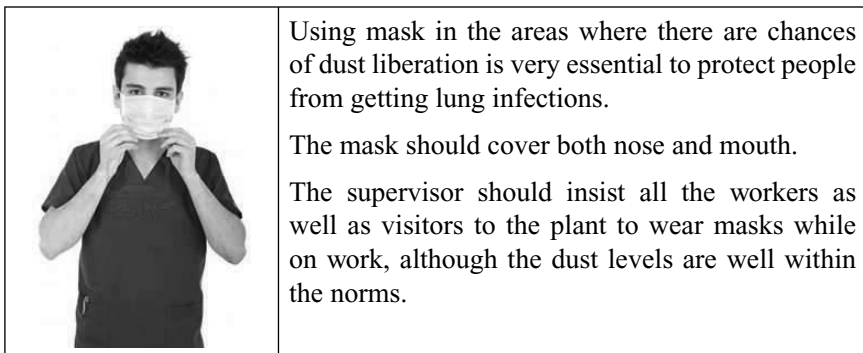 Using mask in the areas where there are chances
of dust liberation is very essential to protect people
from getting lung infections.
The mask should cover both nose and mouth.
The supervisor should insist all the workers as
well as visitors to the plant to wear masks while
on work, although the dust levels are well within
the norms.